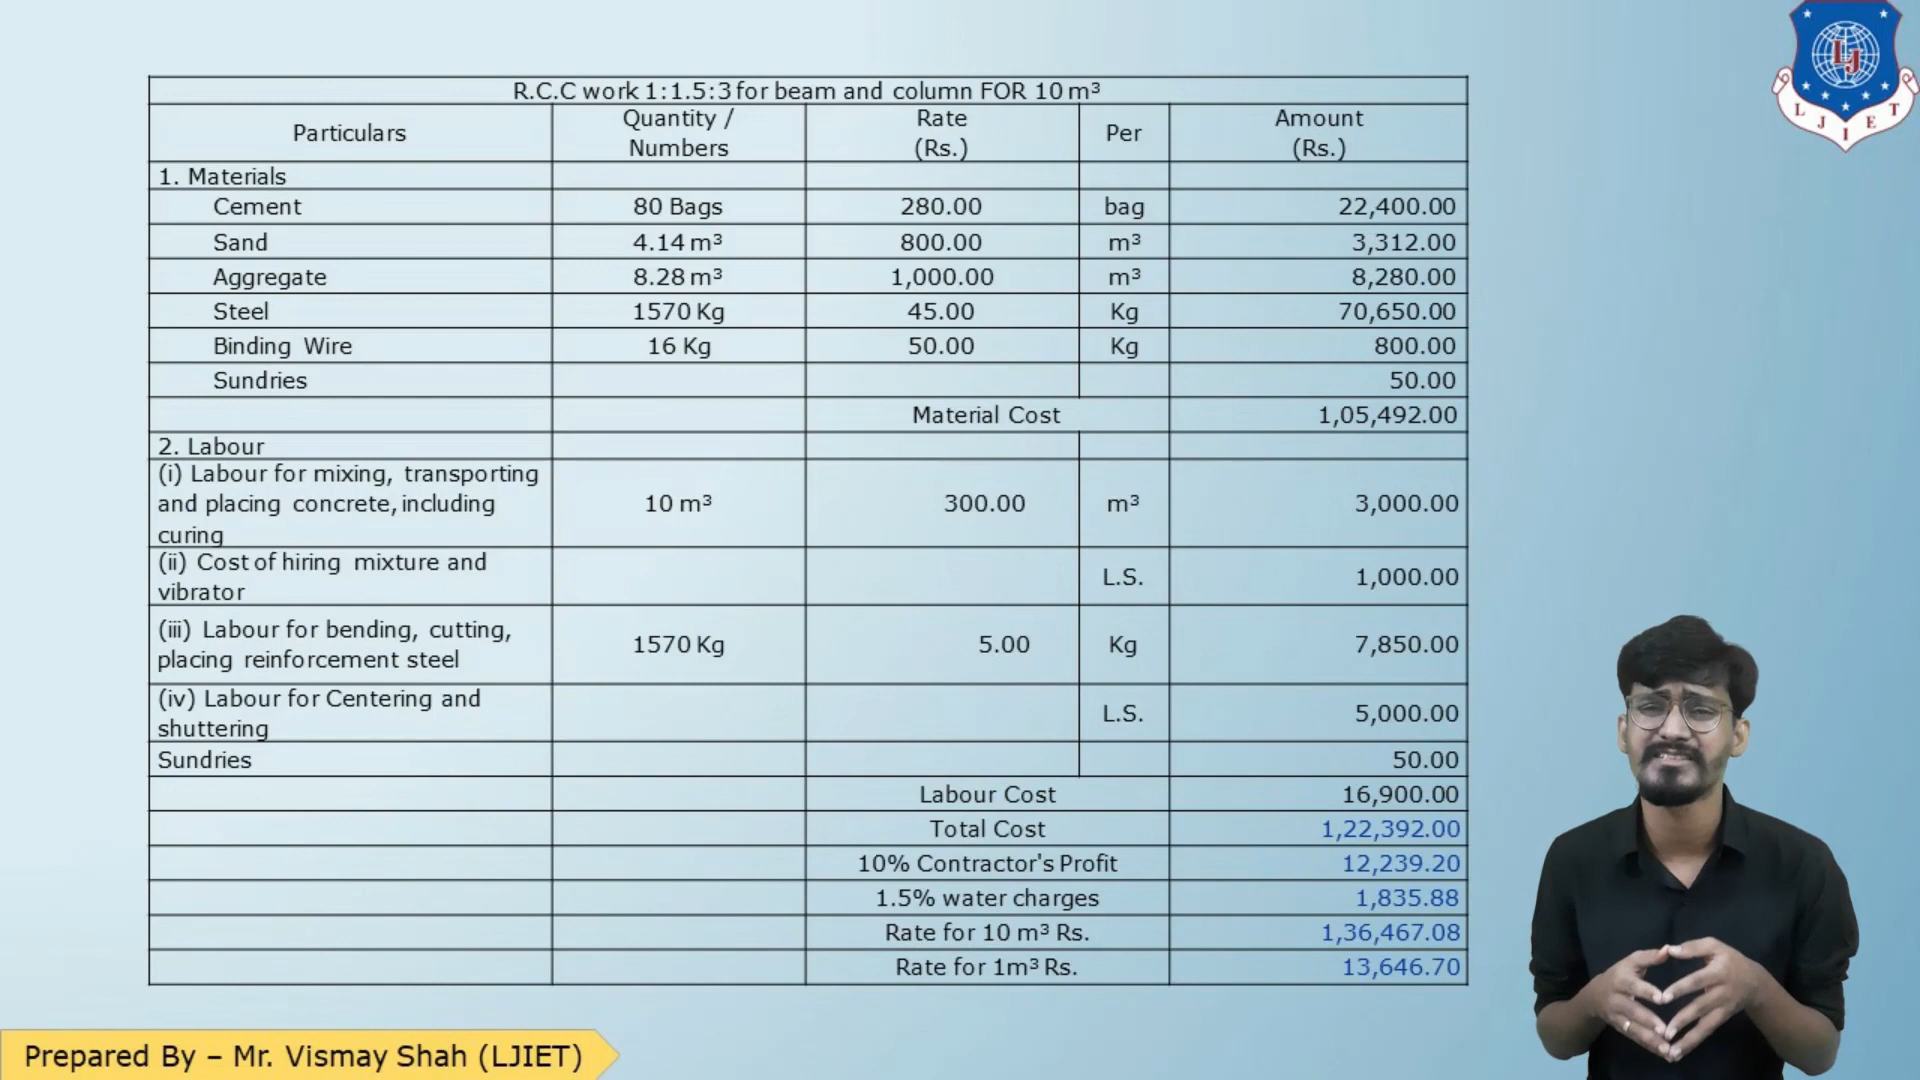 R.C.C work 1:1.5:3 for beam and column FOR 10 m³
Particulars Quantity / Numbers Rate (Rs.) Per Amount (Rs.)
1. Materials
Cement 80 Bags 280.00 bag 22,400.00
Sand 4.14 m³ 800.00 m³ 3,312.00
Aggregate 8.28 m³ 1,000.00 m³ 8,280.00
Steel 1570 Kg 45.00 Kg 70,650.00
Binding Wire 16 Kg 50.00 Kg 800.00
Sundries 50.00
Material Cost 1,05,492.00
2. Labour
(i) Labour for mixing, transporting
and placing concrete, including
curing
10 m³ 300.00 m³ 3,000.00
(ii) Cost of hiring mixture and
vibrator
L.S. 1,000.00
(iii) Labour for bending, cutting,
placing reinforcement steel
1570 Kg 5.00 Kg 7,850.00
(iv) Labour for Centering and
shuttering
L.S. 5,000.00
Sundries 50.00
Labour Cost 16,900.00
Total Cost 1,22,392.00
10% Contractor's Profit 12,239.20
1.5% water charges 1,835.88
Rate for 10 m³ Rs. 1,36,467.08
Rate for 1m³ Rs. 13,646.70
Prepared By – Mr. Vismay Shah (LJIET)
LJ
L J I E T